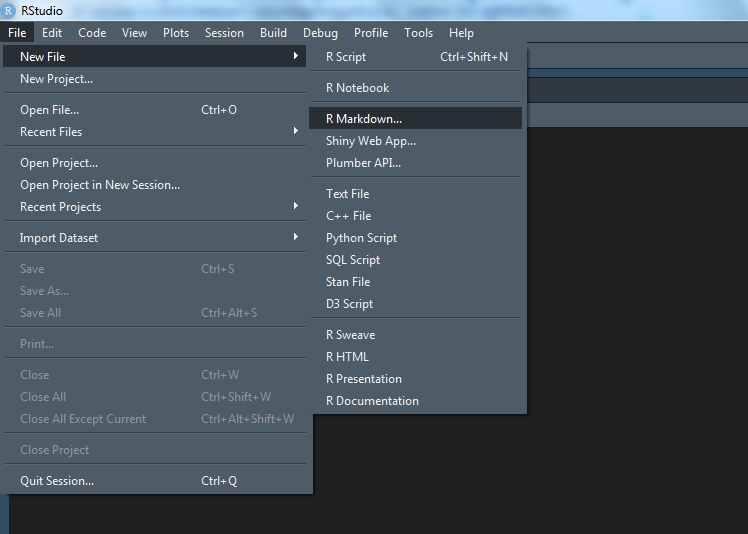 R RStudio
File Edit Code View Plots Session Build Debug Profile Tools Help
New File
New Project...
Open File... Ctrl+O
Recent Files
Open Project...
Open Project in New Session...
Recent Projects
Import Dataset
Save Ctrl+S
Save As...
Save All Ctrl+Alt+S
Print...
Close Ctrl+W
Close All Ctrl+Shift+W
Close All Except Current Ctrl+Alt+Shift+W
Close Project
Quit Session... Ctrl+Q
R Script Ctrl+Shift+N
R Notebook
R Markdown...
Shiny Web App...
Plumber API...
Text File
C++ File
Python Script
SQL Script
Stan File
D3 Script
R Sweave
R HTML
R Presentation
R Documentation